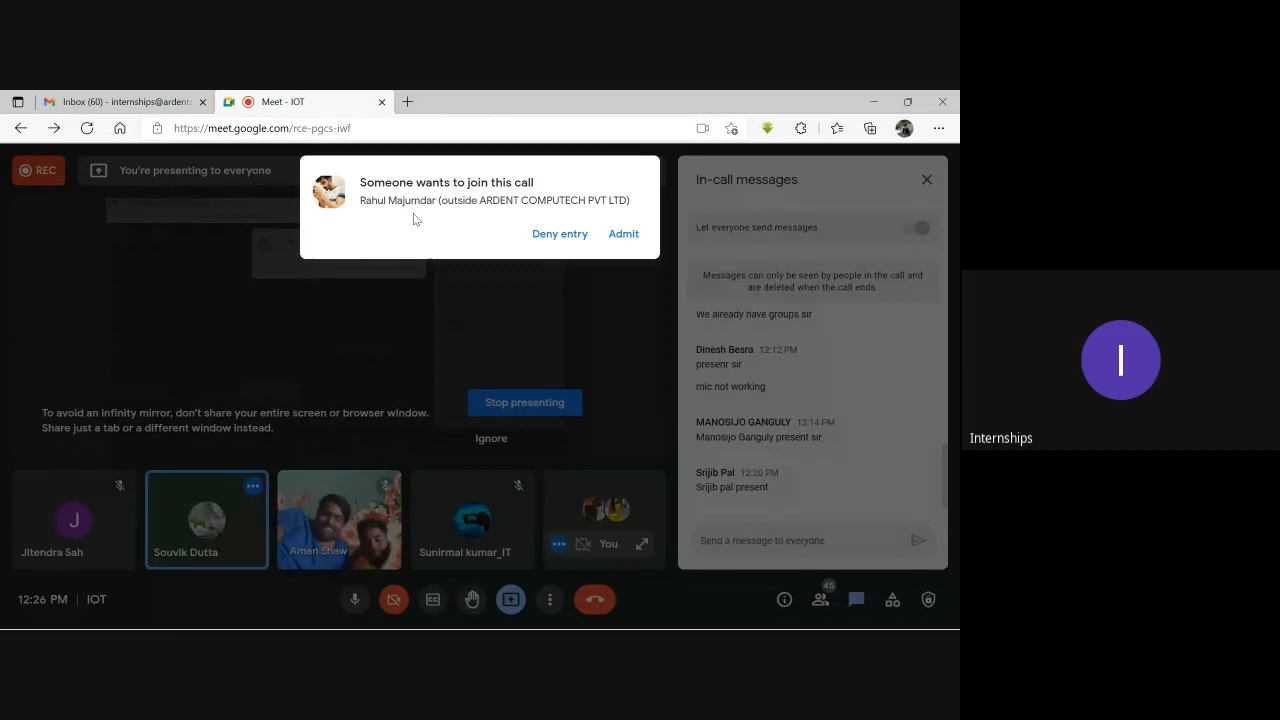 Inbox (60) - internships@ardent
Meet - IOT
https://meet.google.com/rce-pgcs-iwf
REC
You're presenting to everyone
Someone wants to join this call
Rahul Majumdar (outside ARDENT COMPUTECH PVT LTD)
Deny entry
Admit
In-call messages
Let everyone send messages
Messages can only be seen by people in the call and
are deleted when the call ends.
We already have groups sir
Dinesh Besra 12:12 PM
presenr sir
mic not working
MANOSIJO GANGULY 12:14 PM
Manosijo Ganguly present sir
Srijib Pal 12:20 PM
Srijib pal present
Send a message to everyone
Stop presenting
To avoid an infinity mirror, don't share your entire screen or browser window.
Share just a tab or a different window instead.
Ignore
J
Jitendra Sah
Souvik Dutta
Aman Shaw
Sunirmal kumar_IT
You
12:26 PM | IOT
45
I
Internships